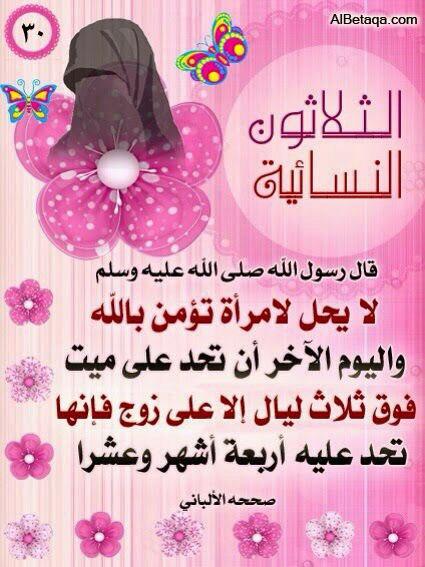 AlBetaqa.com
٣٠
الثلاثون
النسائية
قال رسول الله صلى الله عليه وسلم
لا يحل لامرأة تؤمن بالله
واليوم الآخر أن تحد على ميت
فوق ثلاث ليال إلا على زوج فإنها
تحد عليه أربعة أشهر وعشرا
صححه الألباني